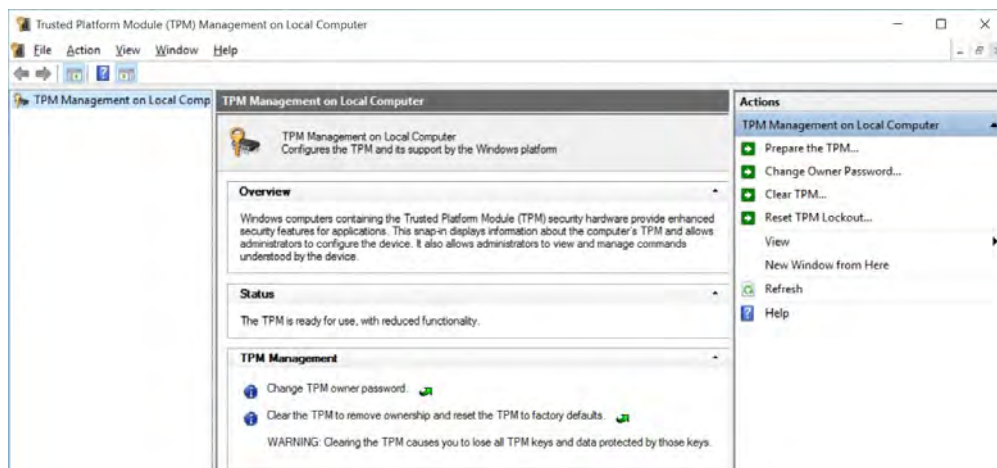 Trusted Platform Module (TPM) Management on Local Computer
File Action View Window Help
TPM Management on Local Comp
TPM Management on Local Computer
TPM Management on Local Computer
Configures the TPM and its support by the Windows platform
Overview
Windows computers containing the Trusted Platform Module (TPM) security hardware provide enhanced
security features for applications. This snap-in displays information about the computer's TPM and allows
administrators to configure the device. It also allows administrators to view and manage commands
understood by the device.
Status
The TPM is ready for use, with reduced functionality.
TPM Management
Change TPM owner password.
Clear the TPM to remove ownership and reset the TPM to factory defaults.
WARNING: Clearing the TPM causes you to lose all TPM keys and data protected by those keys.
Actions
TPM Management on Local Computer
Prepare the TPM...
Change Owner Password...
Clear TPM...
Reset TPM Lockout...
View
New Window from Here
Refresh
Help